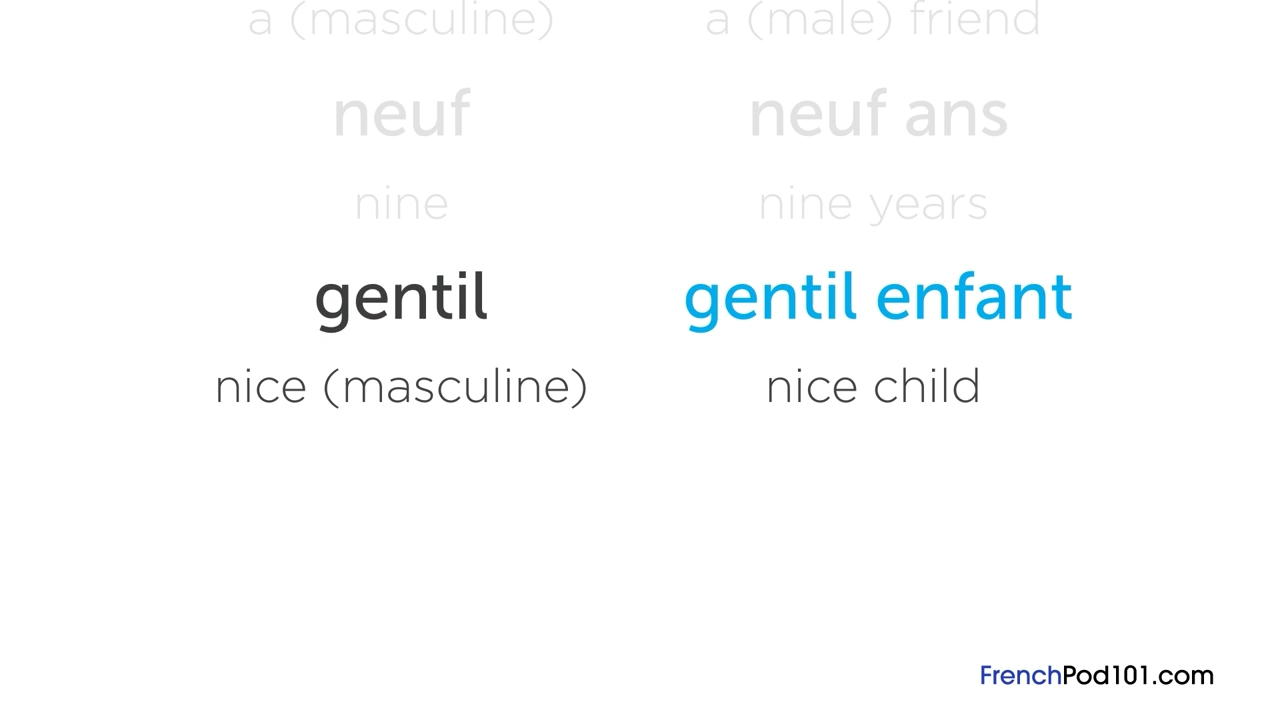 a (masculine) a (male) friend
neuf neuf ans
nine nine years
gentil gentil enfant
nice (masculine) nice child
FrenchPod101.com